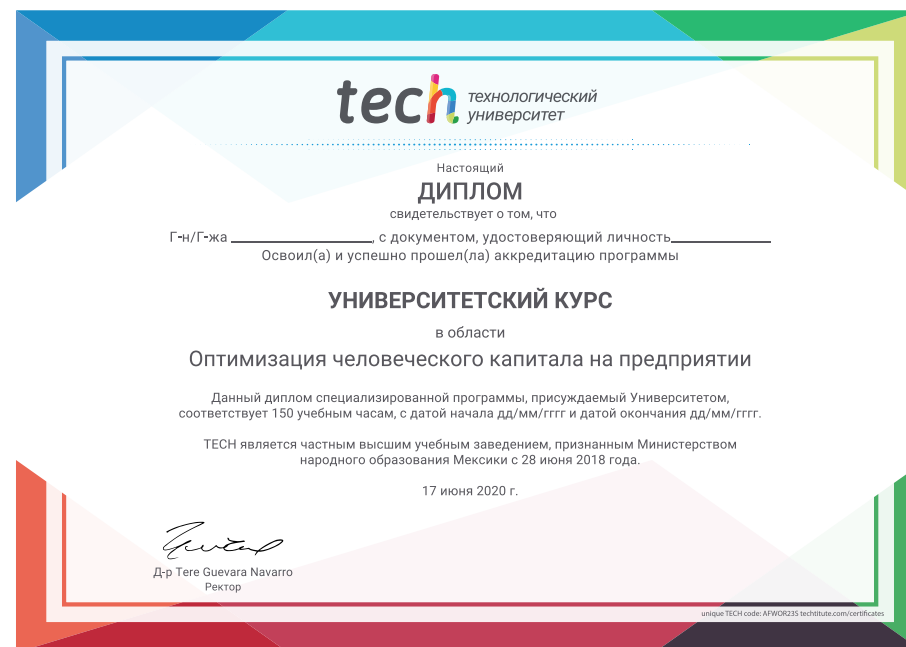 tech технологический
университет
Настоящий
ДИПЛОМ
свидетельствует о том, что
Г-н/Г-жа ____________________, с документом, удостоверяющий личность______________
Освоил(а) и успешно прошел(ла) аккредитацию программы
УНИВЕРСИТЕТСКИЙ КУРС
в области
Оптимизация человеческого капитала на предприятии
Данный диплом специализированной программы, присуждаемый Университетом,
соответствует 150 учебным часам, с датой начала дд/мм/гггг и датой окончания дд/мм/гггг.
TECH является частным высшим учебным заведением, признанным Министерством
народного образования Мексики с 28 июня 2018 года.
17 июня 2020 г.
Д-р Tere Guevara Navarro
Ректор
unique TECH code: AFWOR235 techtitute.com/certificates